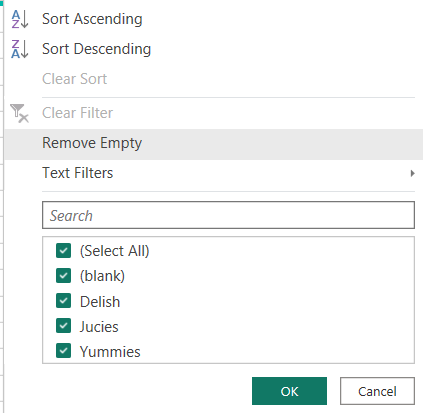 Sort Ascending
Sort Descending
Clear Sort
Clear Filter
Remove Empty
Text Filters
Search
(Select All)
(blank)
Delish
Jucies
Yummies
OK Cancel